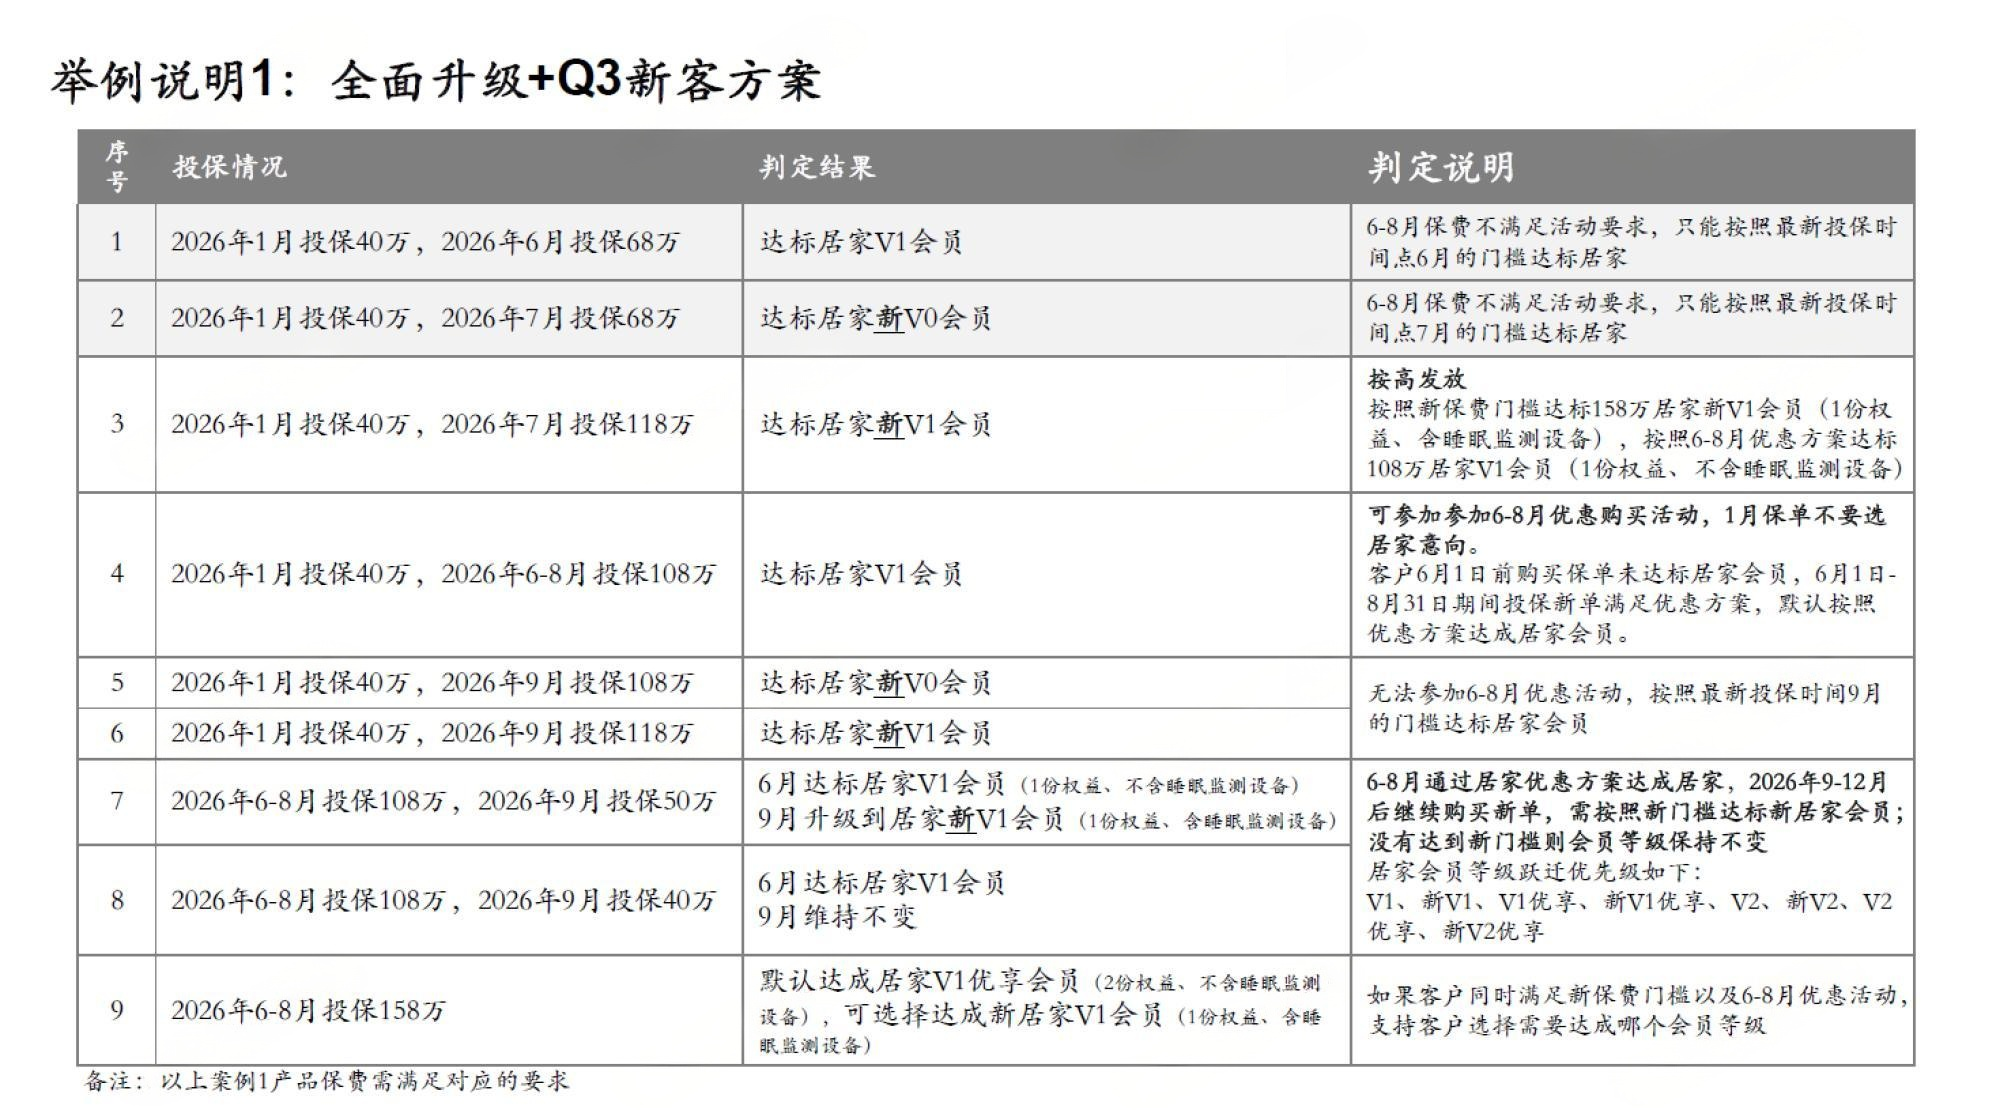 举例说明1：全面升级+Q3新客方案
序
号
投保情况
判定结果
判定说明
1
2026年1月投保40万，2026年6月投保68万
达标居家V1会员
6-8月保费不满足活动要求，只能按照最新投保时
间点6月的门槛达标居家
2
2026年1月投保40万，2026年7月投保68万
达标居家新V0会员
6-8月保费不满足活动要求，只能按照最新投保时
间点7月的门槛达标居家
3
2026年1月投保40万，2026年7月投保118万
达标居家新V1会员
按高发放
按照新保费门槛达标158万居家新V1会员（1份权
益、含睡眠监测设备），按照6-8月优惠方案达标
108万居家V1会员（1份权益、不含睡眠监测设备）
4
2026年1月投保40万，2026年6-8月投保108万
达标居家V1会员
可参加参加6-8月优惠购买活动，1月保单不要选
居家意向。
客户6月1日前购买保单未达标居家会员，6月1日-
8月31日期间投保新单满足优惠方案，默认按照
优惠方案达成居家会员。
5
2026年1月投保40万，2026年9月投保108万
达标居家新V0会员
无法参加6-8月优惠活动，按照最新投保时间9月
的门槛达标居家会员
6
2026年1月投保40万，2026年9月投保118万
达标居家新V1会员
7
2026年6-8月投保108万，2026年9月投保50万
6月达标居家V1会员（1份权益、不含睡眠监测设备）
9月升级到居家新V1会员（1份权益、含睡眠监测设备）
6-8月通过居家优惠方案达成居家，2026年9-12月
后继续购买新单，需按照新门槛达标新居家会员；
没有达到新门槛则会员等级保持不变
居家会员等级跃迁优先级如下：
V1、新V1、V1优享、新V1优享、V2、新V2、V2
优享、新V2优享
8
2026年6-8月投保108万，2026年9月投保40万
6月达标居家V1会员
9月维持不变
9
2026年6-8月投保158万
默认达成居家V1优享会员（2份权益、不含睡眠监测
设备），可选择达成新居家V1会员（1份权益、含睡
眠监测设备）
如果客户同时满足新保费门槛以及6-8月优惠活动，
支持客户选择需要达成哪个会员等级
备注：以上案例1产品保费需满足对应的要求